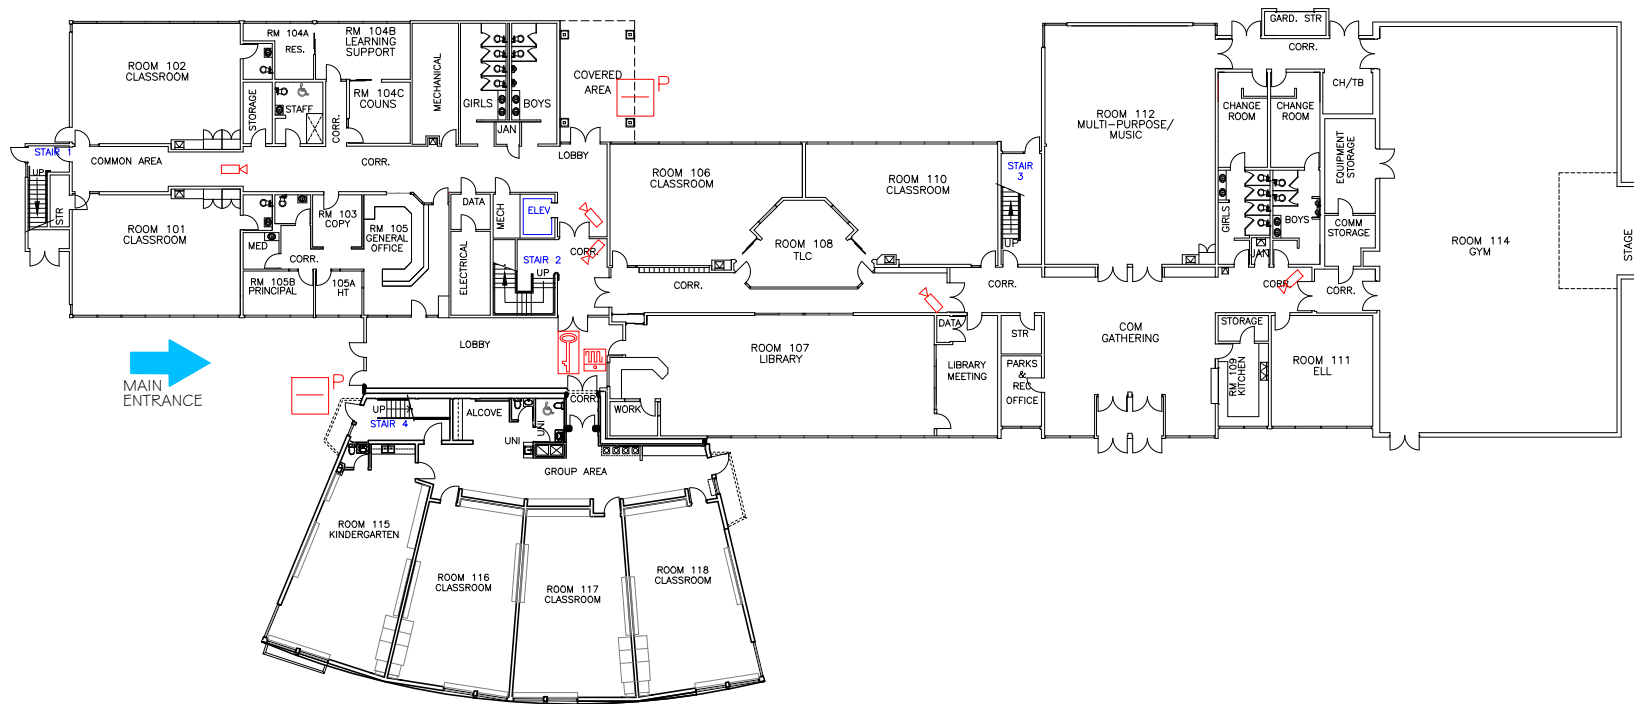 GARD. STR
CORR.
RM 104A
RES.
RM 104B
LEARNING
SUPPORT
ROOM 102
CLASSROOM
MECHANICAL
COVERED
AREA
P
CH/TB
RM 104C
COUNS
STORAGE
STAFF
CORR.
GIRLS
BOYS
JAN
ROOM 112
MULTI-PURPOSE/
MUSIC
CHANGE
ROOM
CHANGE
ROOM
EQUIPMENT
STORAGE
STAIR
UP
STR
COMMON AREA
CORR.
LOBBY
ROOM 106
CLASSROOM
ROOM 110
CLASSROOM
STAIR
3
UP
ROOM 101
CLASSROOM
MED
CORR.
RM 103
COPY
RM 105
GENERAL
OFFICE
DATA
MECH
ELEV
CORR.
STAIR 2
UP
ELECTRICAL
ROOM 108
TLC
GIRLS
BOYS
JAN
COMM
STORAGE
ROOM 114
GYM
STAGE
RM 105B
PRINCIPAL
105A
HT
CORR.
CORR.
CORR.
CORR.
LOBBY
ROOM 107
LIBRARY
DATA
LIBRARY
MEETING
STR
PARKS
&
REC
OFFICE
COM
GATHERING
STORAGE
RM 109
KITCHEN
ROOM 111
ELL
MAIN
ENTRANCE
P
UP
STAIR 4
ALCOVE
UNI
UNI
CORR.
WORK
GROUP AREA
ROOM 115
KINDERGARTEN
ROOM 116
CLASSROOM
ROOM 117
CLASSROOM
ROOM 118
CLASSROOM